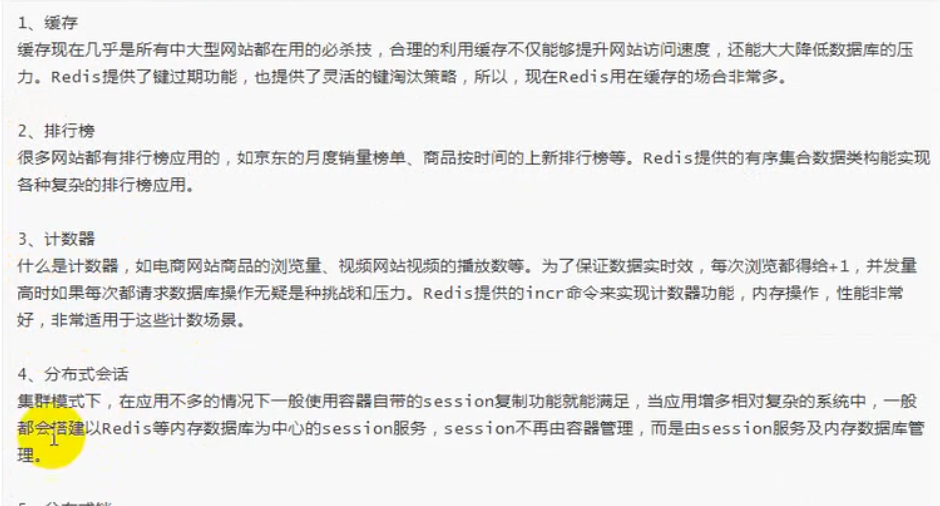 1、缓存
缓存现在几乎是所有中大型网站都在用的必杀技，合理的利用缓存不仅能够提升网站访问速度，还能大大降低数据库的压
力。Redis提供了键过期功能，也提供了灵活的键淘汰策略，所以，现在Redis用在缓存的场合非常多。
2、排行榜
很多网站都有排行榜应用的，如京东的月度销量榜单、商品按时间的上新排行榜等。Redis提供的有序集合数据类构能实现
各种复杂的排行榜应用。
3、计数器
什么是计数器，如电商网站商品的浏览量、视频网站视频的播放数等。为了保证数据实时效，每次浏览都得给+1，并发量
高时如果每次都请求数据库操作无疑是种挑战和压力。Redis提供的incr命令来实现计数器功能，内存操作，性能非常
好，非常适用于这些计数场景。
4、分布式会话
集群模式下，在应用不多的情况下一般使用容器自带的session复制功能就能满足，当应用增多相对复杂的系统中，一般
都会搭建以Redis等内存数据库为中心的session服务，session不再由容器管理，而是由session服务及内存数据库管
理。